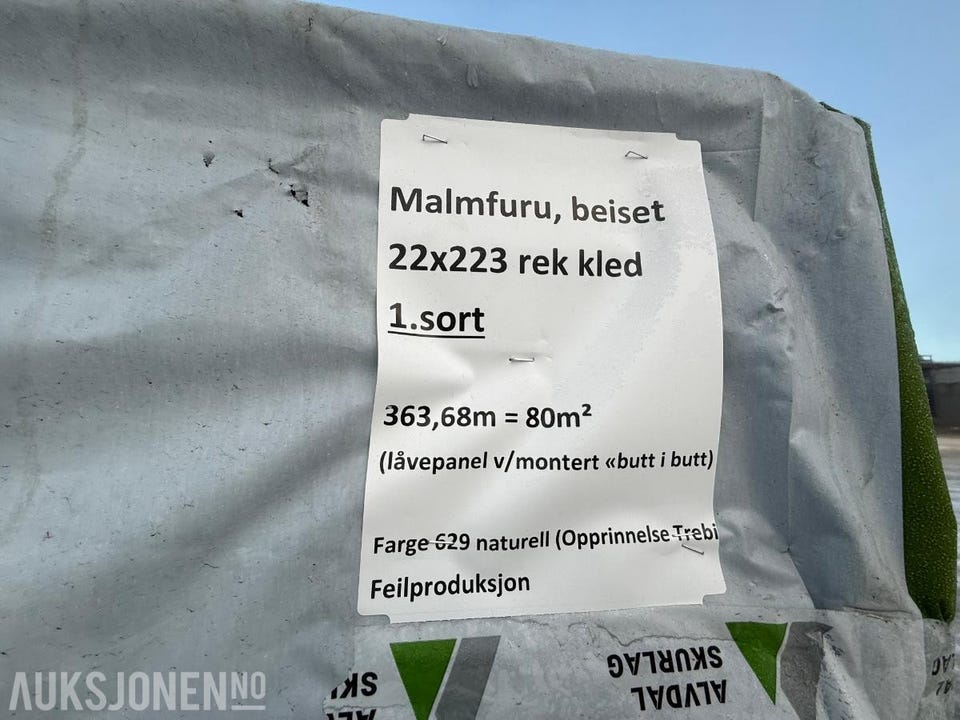 Malmfuru, beiset
22x223 rek kled
1.sort
363,68m = 80m²
(låvepanel v/montert «butt i butt)
Farge 629 naturell (Opprinnelse Trebi
Feilproduksjon
ALVDAL
SKURLAG
AUKSJONEN.NO